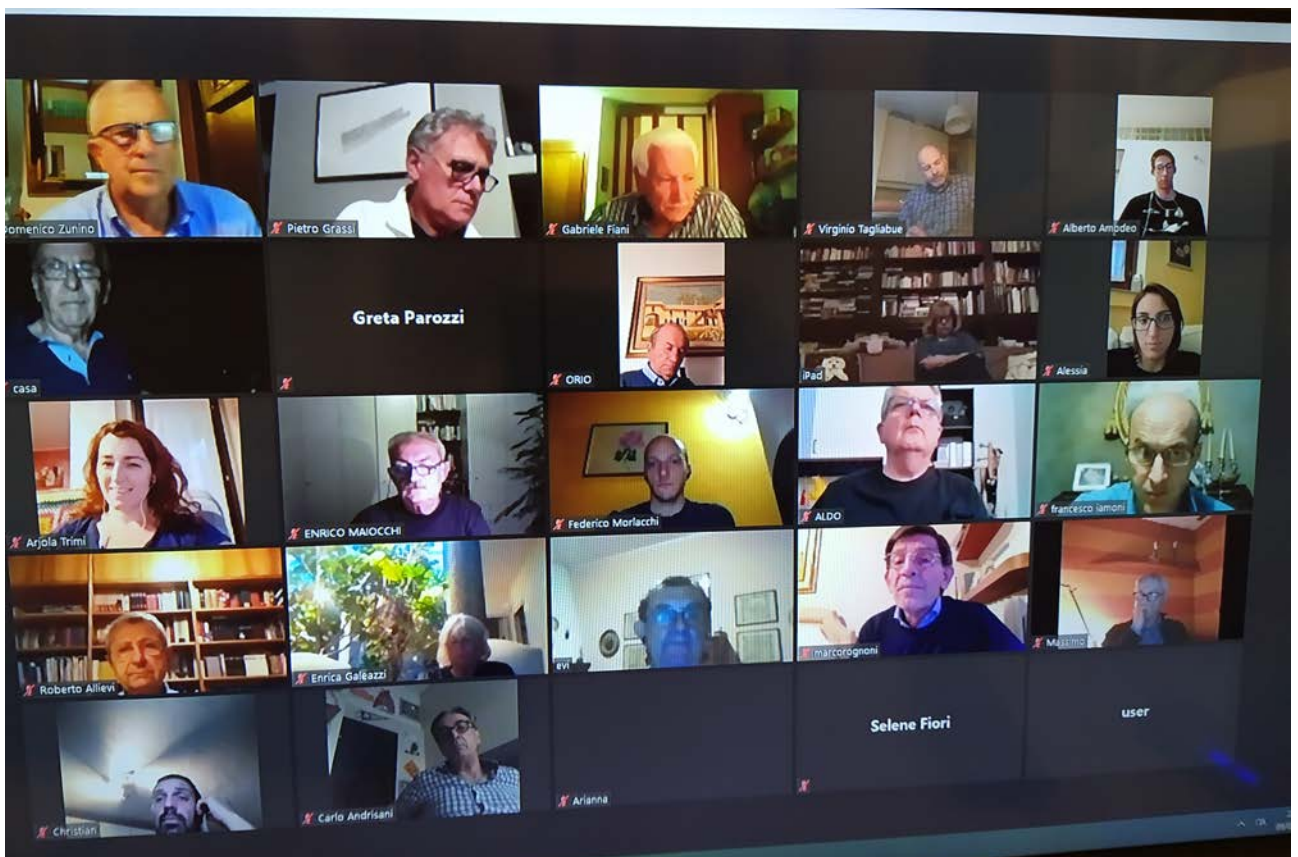 Domenico Zunino
Pietro Grassi
Gabriele Fiani
Virginio Tagliabue
Alberto Amodeo
casa
Greta Parozzi
ORIO
iPad
Alessia
Arjola Trimi
ENRICO MAIOCCHI
Federico Morlacchi
ALDO
francesco iamoni
Roberto Allievi
Enrica Galeazzi
evi
marcorognoni
Massimo
Christian
Carlo Andrisani
Arianna
Selene Fiori
user